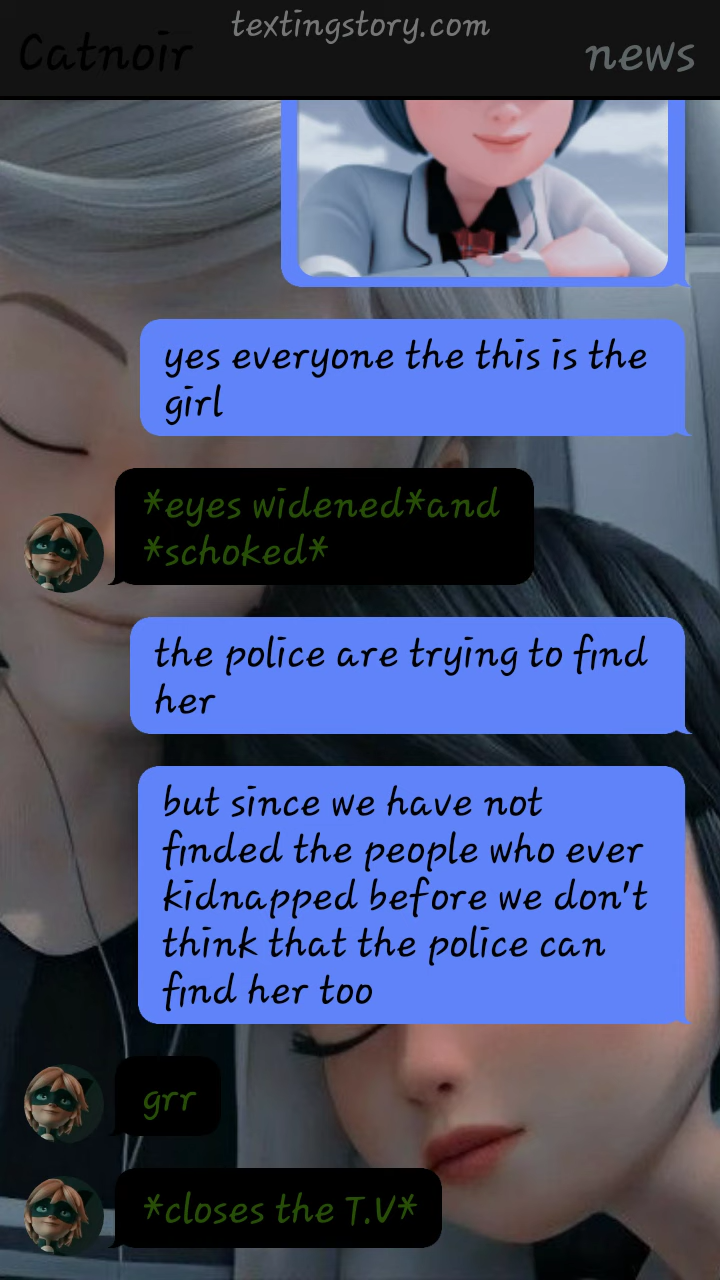 textingstory.com
Catnoir
news
yes everyone the this is the
girl
*eyes widened*and
*schoked*
the police are trying to find
her
but since we have not
finded the people who ever
kidnapped before we don't
think that the police can
find her too
grr
*closes the T.V*